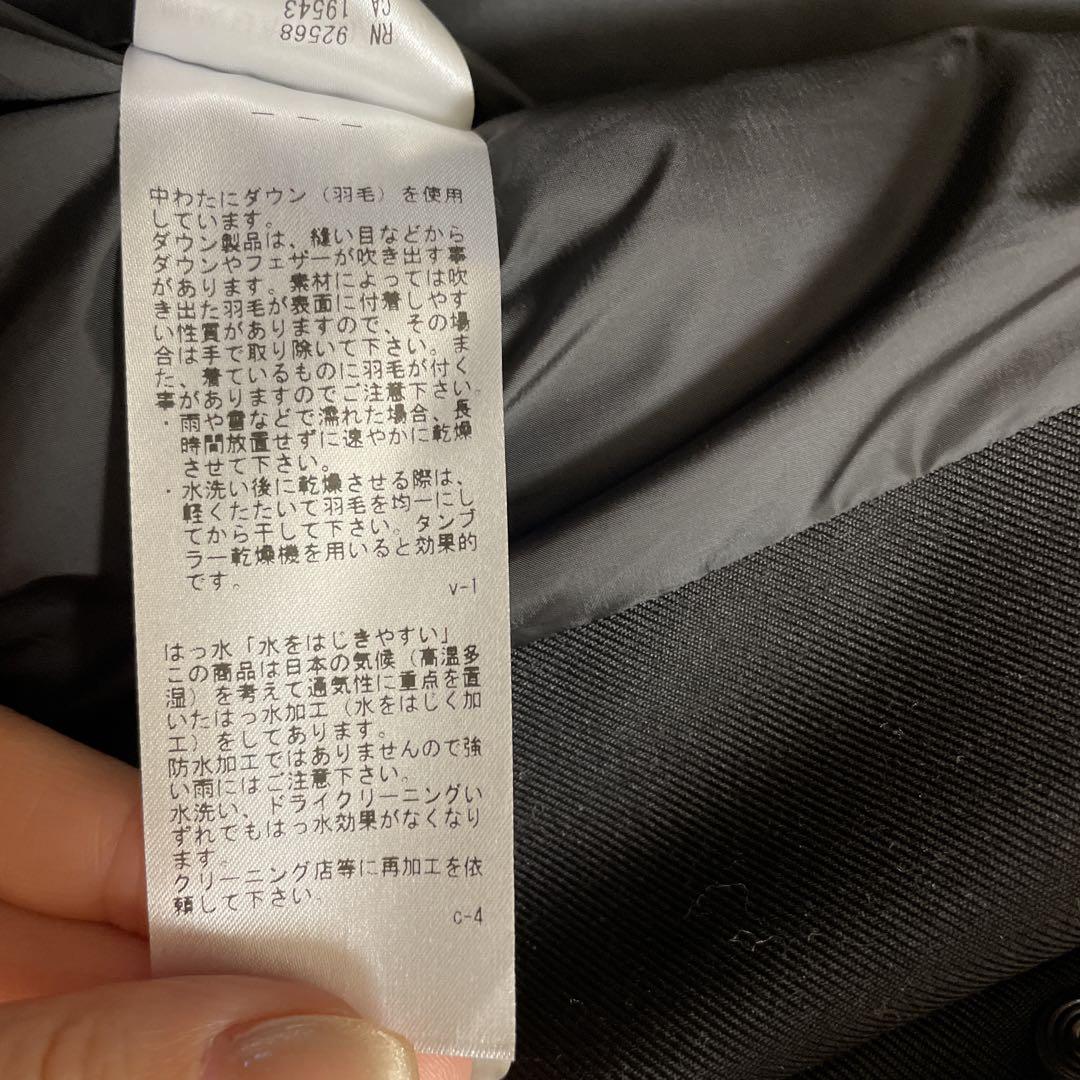 RN 92568
CA 19543
中わたにダウン（羽毛）を使用
しています。
ダウン製品は、縫い目などから
ダウンやフェザーが吹き出す事
があります。素材によっては吹
き出た羽毛が表面に付着しやす
い性質がありますので、その場
合は手で取り除いて下さい。ま
た、着ているものに羽毛が付く
事がありますのでご注意下さい。
・雨や雪などで濡れた場合、長
時間放置せずに速やかに乾燥
させて下さい。
・水洗い後に乾燥させる際は、
軽くたたいて羽毛を均一にし
てから干して下さい。タンブ
ラー乾燥機を用いると効果的
です。
v-1
はっ水「水をはじきやすい」
この商品は日本の気候（高温多
湿）を考えて通気性に重点を置
いたはっ水加工（水をはじく加
工）をしてあります。
防水加工ではありませんので強
い雨にはご注意下さい。
水洗い、ドライクリーニングい
ずれでもはっ水効果がなくなり
ます。
クリーニング店等に再加工を依
頼して下さい。
c-4